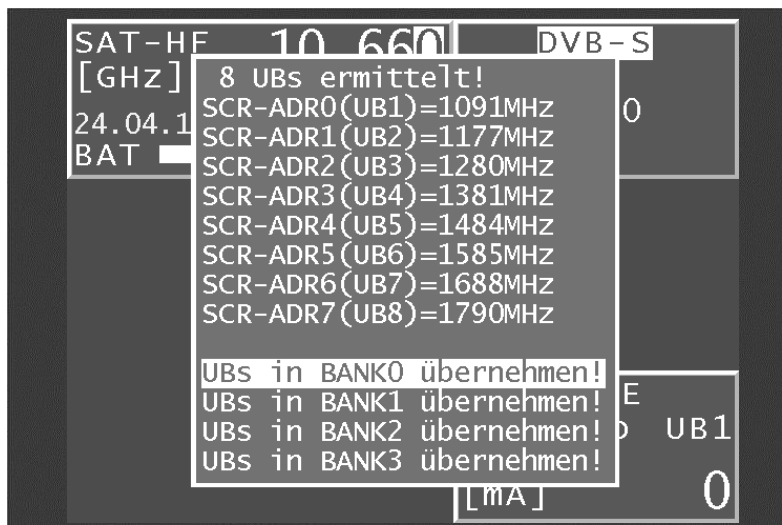 SAT-HF 10 660
DVB-S
[GHz]
24.04.1
0
BAT
8 UBs ermittelt!
SCR-ADR0(UB1)=1091MHz
SCR-ADR1(UB2)=1177MHz
SCR-ADR2(UB3)=1280MHz
SCR-ADR3(UB4)=1381MHz
SCR-ADR4(UB5)=1484MHz
SCR-ADR5(UB6)=1585MHz
SCR-ADR6(UB7)=1688MHz
SCR-ADR7(UB8)=1790MHz
UBs in BANK0 übernehmen!
UBs in BANK1 übernehmen!
UBs in BANK2 übernehmen!
UBs in BANK3 übernehmen!
E
UB1
[mA] 0